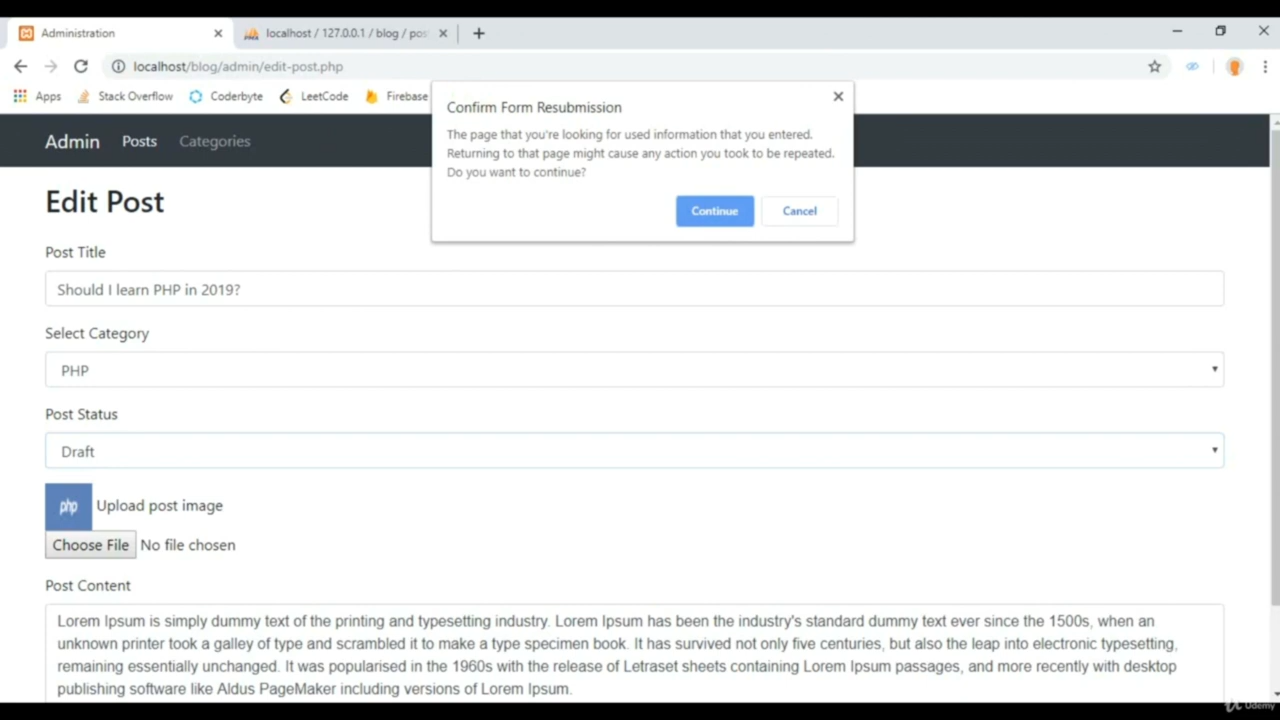 Administration
localhost / 127.0.0.1 / blog / pos
localhost/blog/admin/edit-post.php
Apps
Stack Overflow
Coderbyte
LeetCode
Firebase
Confirm Form Resubmission
The page that you're looking for used information that you entered.
Returning to that page might cause any action you took to be repeated.
Do you want to continue?
Continue
Cancel
Admin
Posts
Categories
Edit Post
Post Title
Should I learn PHP in 2019?
Select Category
PHP
Post Status
Draft
php
Upload post image
Choose File
No file chosen
Post Content
Lorem Ipsum is simply dummy text of the printing and typesetting industry. Lorem Ipsum has been the industry's standard dummy text ever since the 1500s, when an
unknown printer took a galley of type and scrambled it to make a type specimen book. It has survived not only five centuries, but also the leap into electronic typesetting,
remaining essentially unchanged. It was popularised in the 1960s with the release of Letraset sheets containing Lorem Ipsum passages, and more recently with desktop
publishing software like Aldus PageMaker including versions of Lorem Ipsum.
Udemy